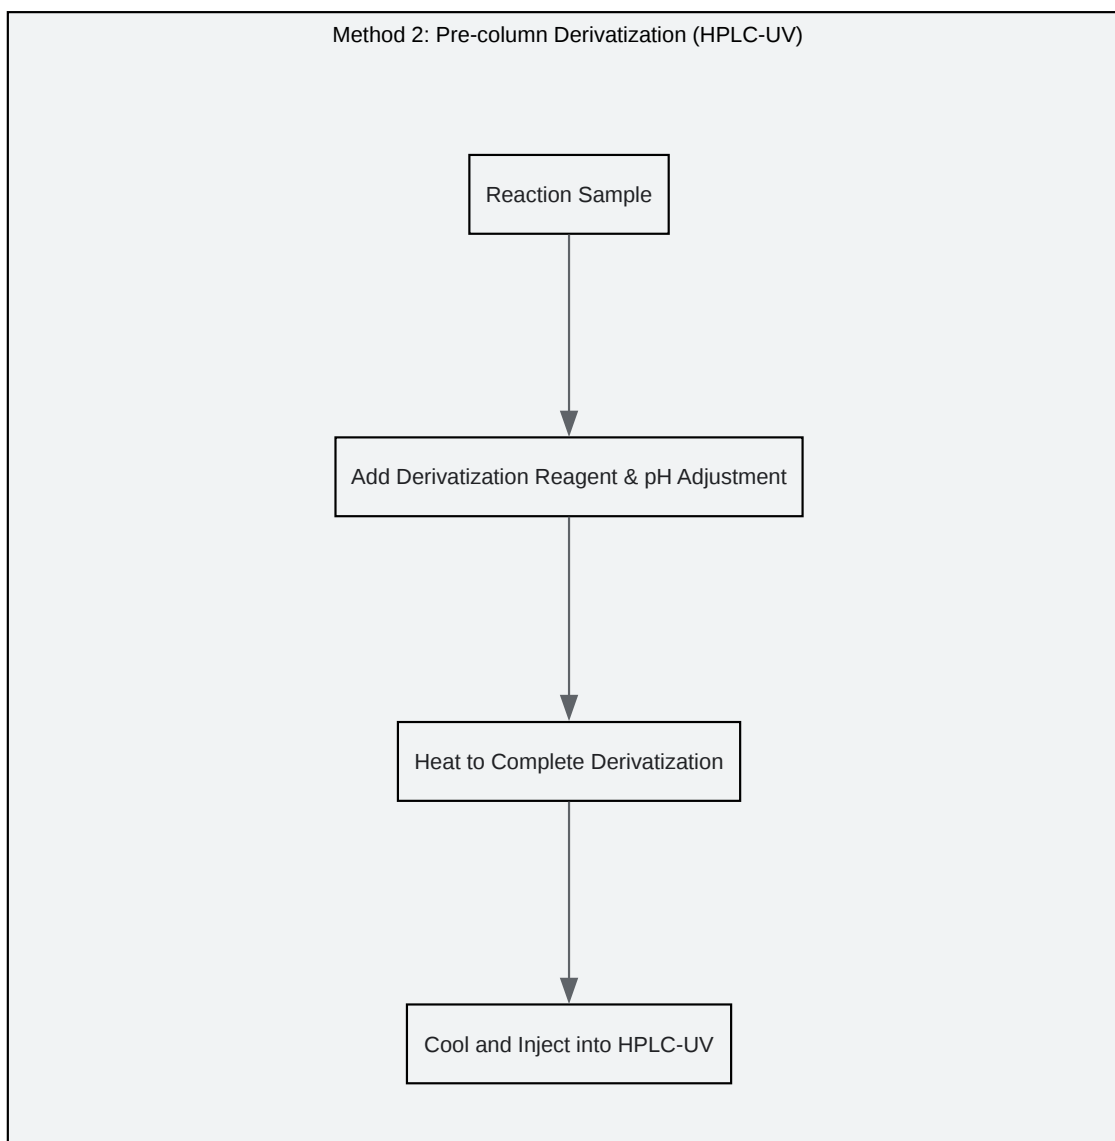 Method 2: Pre-column Derivatization (HPLC-UV)
Reaction Sample
Add Derivatization Reagent & pH Adjustment
Heat to Complete Derivatization
Cool and Inject into HPLC-UV